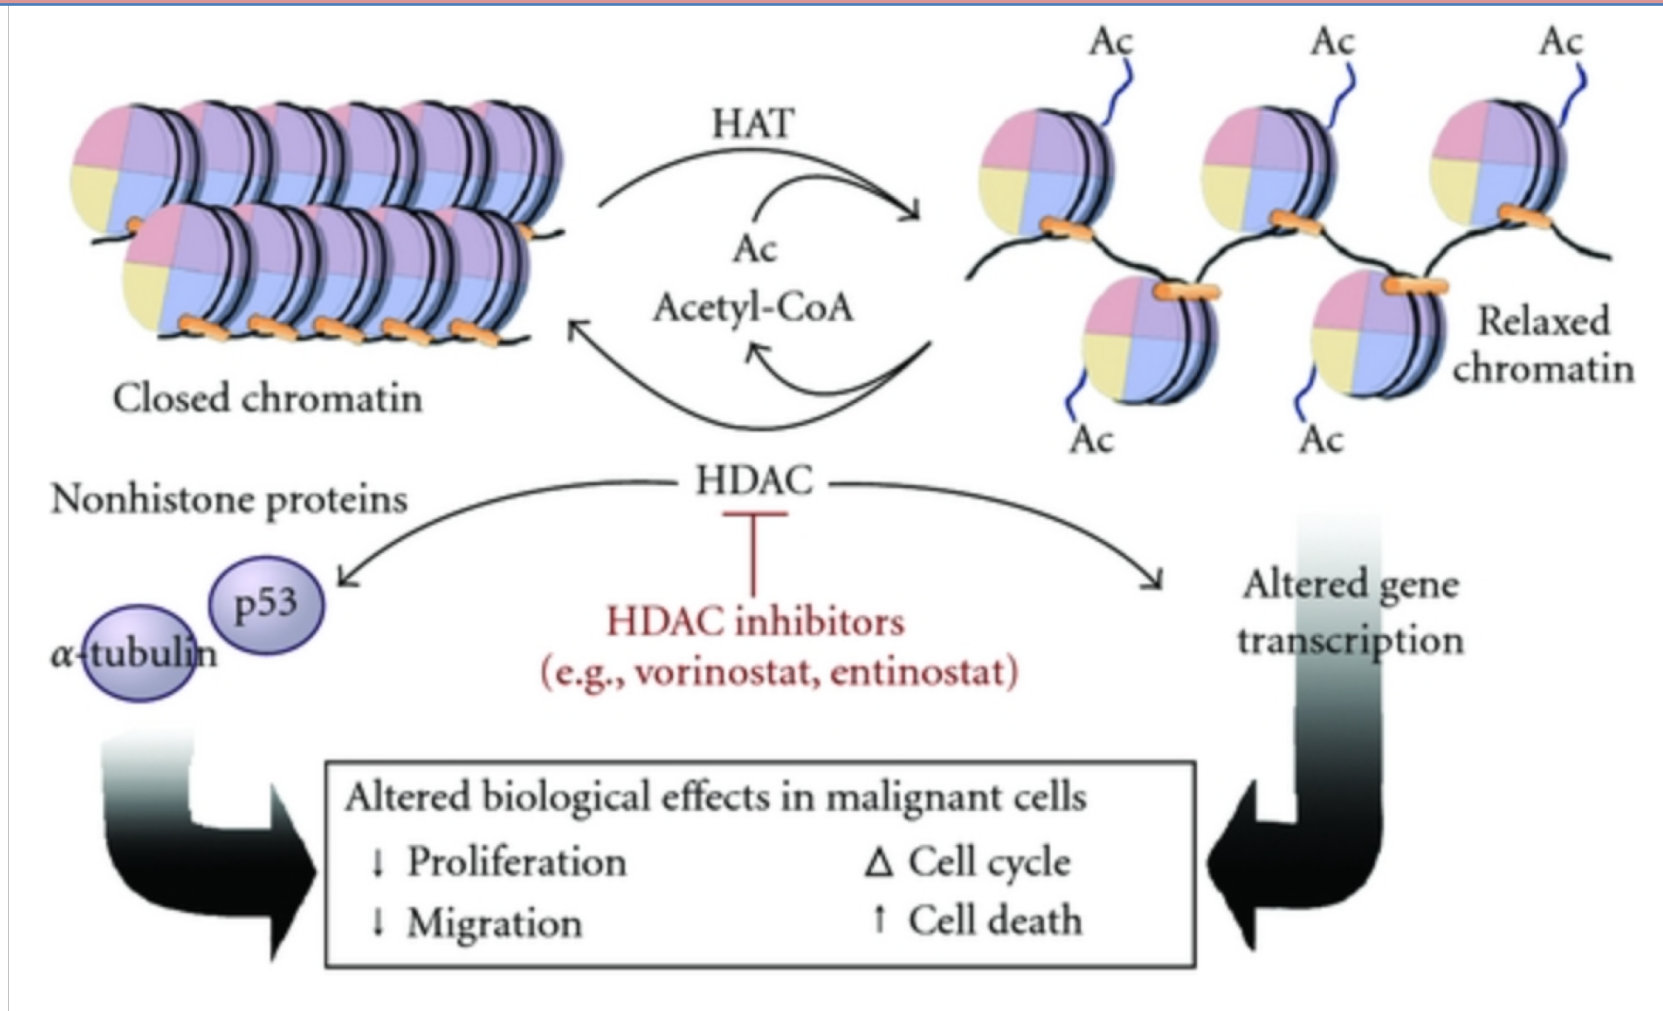 Ac
Ac
Ac
HAT
Ac
Acetyl-CoA
Relaxed
chromatin
Closed chromatin
Ac
Ac
HDAC
Nonhistone proteins
p53
α-tubulin
HDAC inhibitors
(e.g., vorinostat, entinostat)
Altered gene
transcription
Altered biological effects in malignant cells
↓ Proliferation
Δ Cell cycle
↓ Migration
↑ Cell death